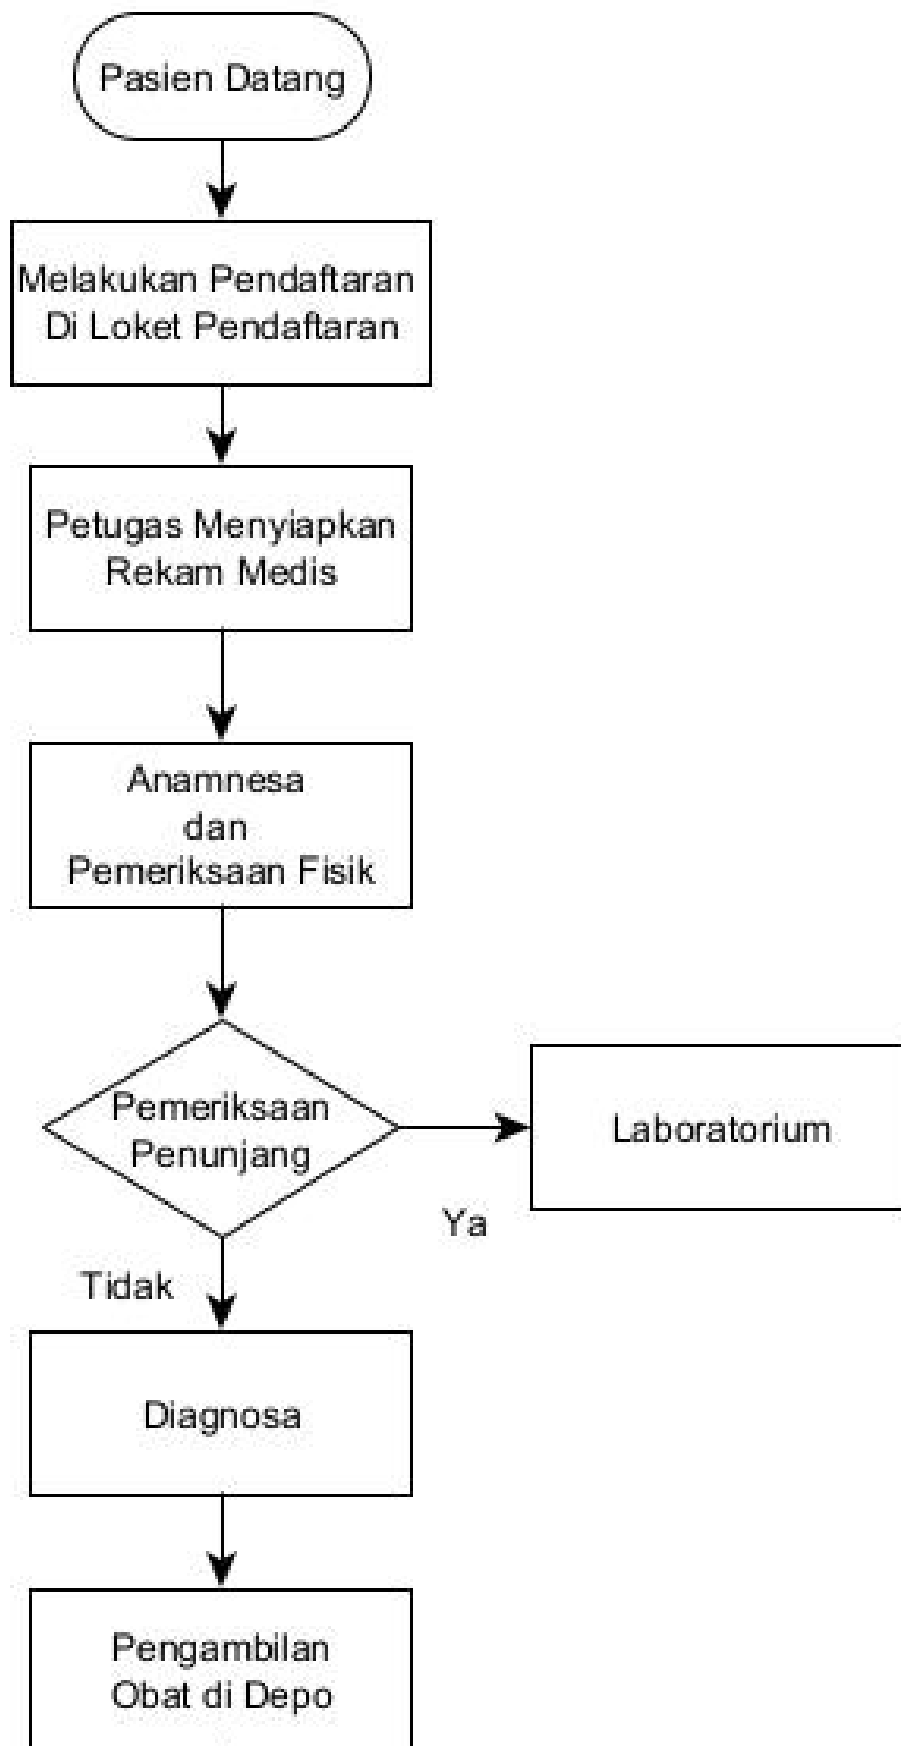 Pasien Datang
Melakukan Pendaftaran
Di Loket Pendaftaran
Petugas Menyiapkan
Rekam Medis
Anamnesa
dan
Pemeriksaan Fisik
Pemeriksaan
Penunjang
Laboratorium
Ya
Tidak
Diagnosa
Pengambilan
Obat di Depo